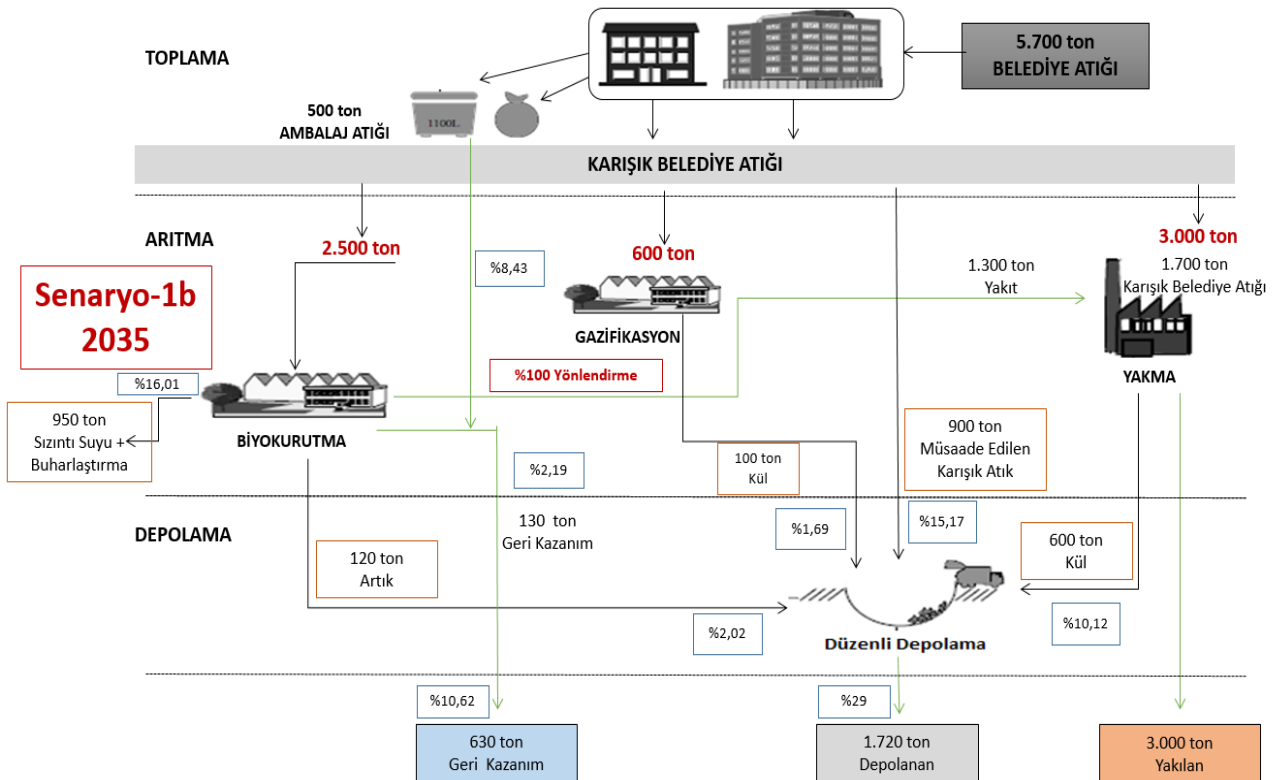 TOPLAMA
5.700 ton
BELEDİYE ATIĞI
500 ton
AMBALAJ ATIĞI
1100L
KARIŞIK BELEDİYE ATIĞI
ARITMA
2.500 ton
%8,43
600 ton
GAZİFİKASYON
1.300 ton
Yakıt
3.000 ton
1.700 ton
Karışık Belediye Atığı
YAKMA
Senaryo-1b
2035
%16,01
%100 Yönlendirme
950 ton
Sızıntı Suyu +
Buharlaştırma
BİYOKURUTMA
%2,19
100 ton
Kül
900 ton
Müsaade Edilen
Karışık Atık
DEPOLAMA
130 ton
Geri Kazanım
%1,69
%15,17
120 ton
Artık
600 ton
Kül
%2,02
Düzenli Depolama
%10,12
%10,62
%29
630 ton
Geri Kazanım
1.720 ton
Depolanan
3.000 ton
Yakılan